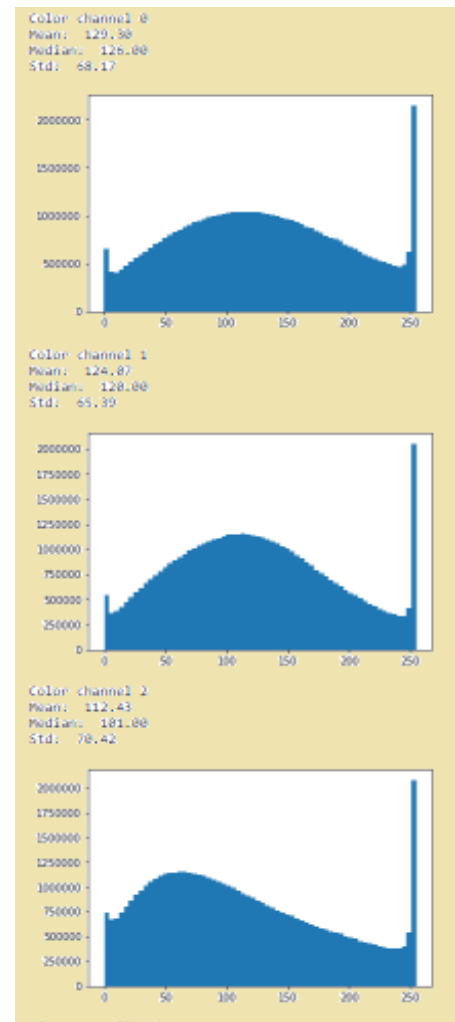 Color channel 0
Mean: 129.30
Median: 126.00
Std: 68.17
2000000
1500000
1000000
500000
0
0 50 100 150 200 250
Color channel 1
Mean: 124.07
Median: 120.00
Std: 65.39
2000000
1750000
1500000
1250000
1000000
750000
500000
250000
0
0 50 100 150 200 250
Color channel 2
Mean: 112.43
Median: 101.00
Std: 70.42
2000000
1750000
1500000
1250000
1000000
750000
500000
250000
0
0 50 100 150 200 250